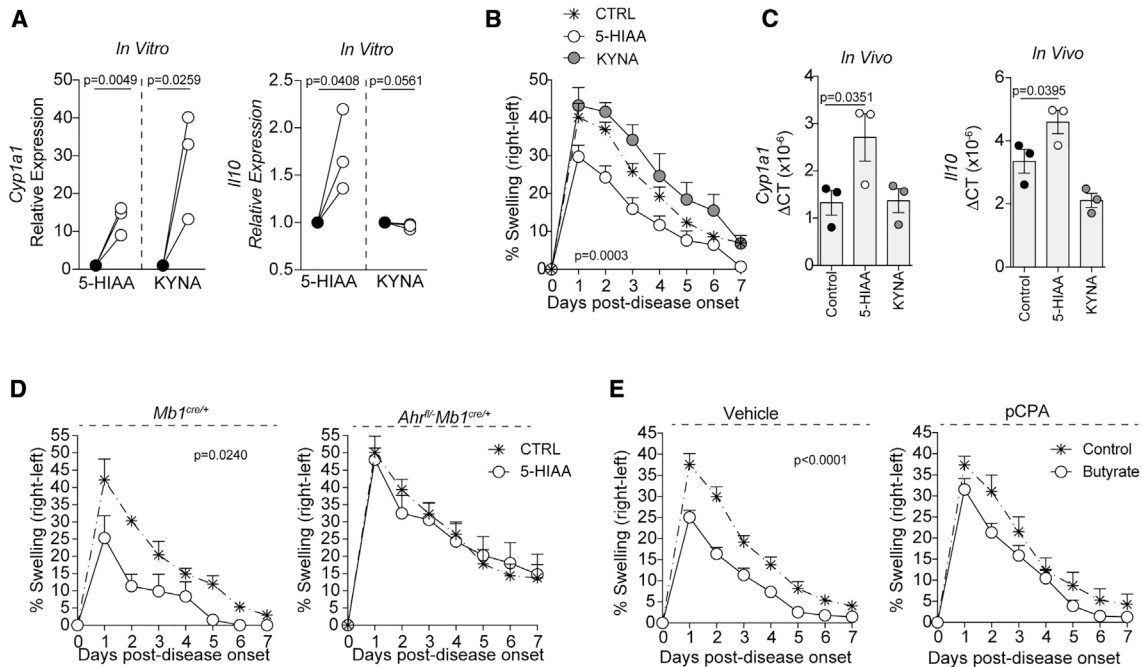 A
In Vitro
p=0.0049 p=0.0259
Cyp1a1
Relative Expression
50
40
30
20
10
0
5-HIAA KYNA
In Vitro
p=0.0408 p=0.0561
Il10
Relative Expression
2.5
2.0
1.5
1.0
0.5
5-HIAA KYNA
B
CTRL
5-HIAA
KYNA
% Swelling (right-left)
50
40
30
20
10
0
p=0.0003
0 1 2 3 4 5 6 7
Days post-disease onset
C
In Vivo
p=0.0351
Cyp1a1
ΔCT (x10-6)
4
3
2
1
0
Control
5-HIAA
KYNA
In Vivo
p=0.0395
Il10
ΔCT (x10-6)
6
4
2
0
Control
5-HIAA
KYNA
D
Mb1cre/+
p=0.0240
% Swelling (right-left)
55
50
45
40
35
30
25
20
15
10
5
0
0 1 2 3 4 5 6 7
Days post-disease onset
Ahrfl/-Mb1cre/+
CTRL
5-HIAA
% Swelling (right-left)
55
50
45
40
35
30
25
20
15
10
5
0
0 1 2 3 4 5 6 7
Days post-disease onset
E
Vehicle
p<0.0001
% Swelling (right-left)
45
40
35
30
25
20
15
10
5
0
0 1 2 3 4 5 6 7
Days post-disease onset
pCPA
Control
Butyrate
% Swelling (right-left)
45
40
35
30
25
20
15
10
5
0
0 1 2 3 4 5 6 7
Days post-disease onset